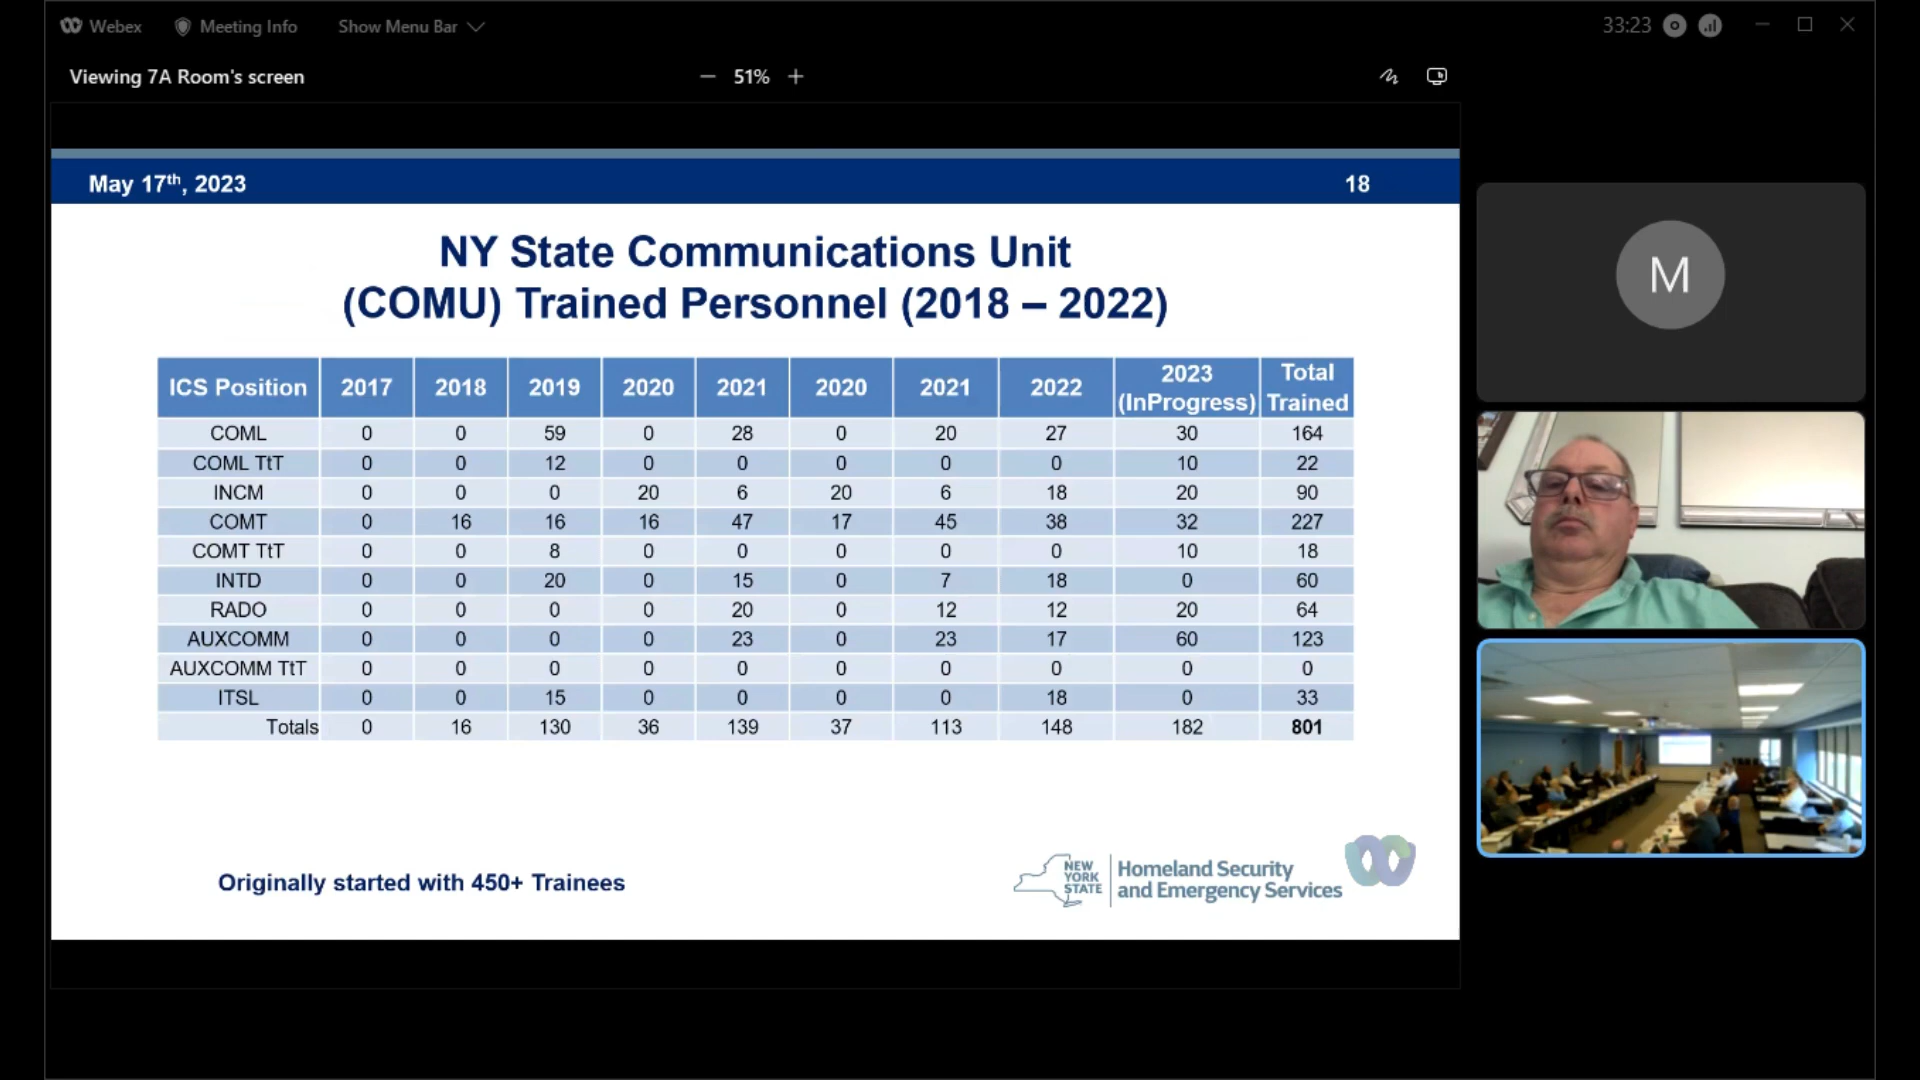 Webex Meeting Info Show Menu Bar 33:23
Viewing 7A Room's screen 51%
May 17th, 2023 18
NY State Communications Unit
(COMU) Trained Personnel (2018 – 2022)
ICS Position 2017 2018 2019 2020 2021 2020 2021 2022 2023 (InProgress) Total Trained
COML 0 0 59 0 28 0 20 27 30 164
COML TtT 0 0 12 0 0 0 0 0 10 22
INCM 0 0 0 20 6 20 6 18 20 90
COMT 0 16 16 16 47 17 45 38 32 227
COMT TtT 0 0 8 0 0 0 0 0 10 18
INTD 0 0 20 0 15 0 7 18 0 60
RADO 0 0 0 0 20 0 12 12 20 64
AUXCOMM 0 0 0 0 23 0 23 17 60 123
AUXCOMM TtT 0 0 0 0 0 0 0 0 0 0
ITSL 0 0 15 0 0 0 0 18 0 33
Totals 0 16 130 36 139 37 113 148 182 801
Originally started with 450+ Trainees
NEW
YORK
STATE
Homeland Security
and Emergency Services
M